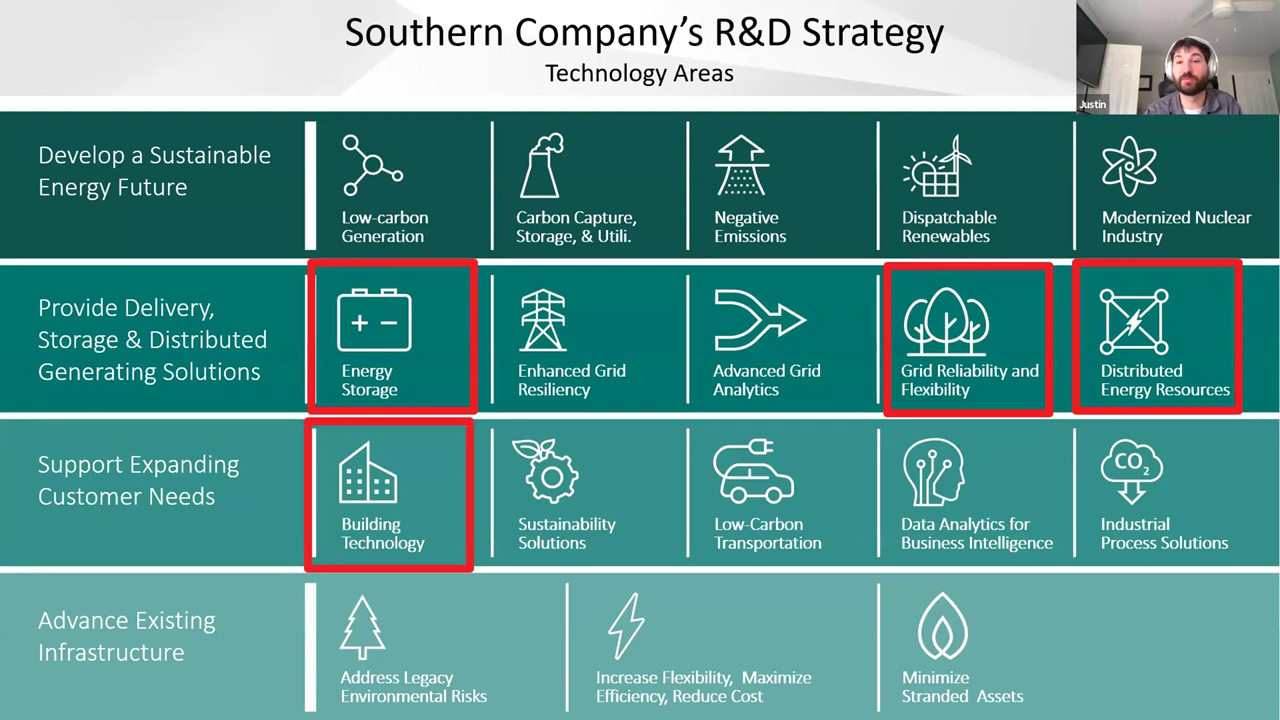 Southern Company's R&D Strategy
Technology Areas
Justin
Develop a Sustainable
Energy Future
Low-carbon
Generation
Carbon Capture,
Storage, & Utili.
Negative
Emissions
Dispatchable
Renewables
Modernized Nuclear
Industry
Provide Delivery,
Storage & Distributed
Generating Solutions
Energy
Storage
Enhanced Grid
Resiliency
Advanced Grid
Analytics
Grid Reliability and
Flexibility
Distributed
Energy Resources
Support Expanding
Customer Needs
Building
Technology
Sustainability
Solutions
Low-Carbon
Transportation
Data Analytics for
Business Intelligence
CO2
Industrial
Process Solutions
Advance Existing
Infrastructure
Address Legacy
Environmental Risks
Increase Flexibility, Maximize
Efficiency, Reduce Cost
Minimize
Stranded Assets